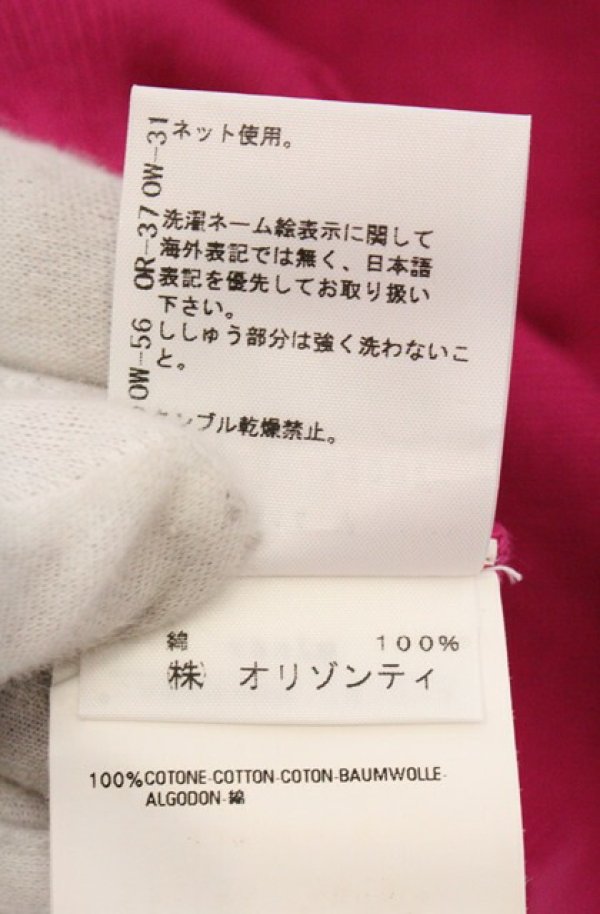 ネット使用。
洗濯ネーム絵表示に関して
海外表記では無く、日本語
表記を優先してお取り扱い
下さい。
ししゅう部分は強く洗わないこ
と。
ンブル乾燥禁止。
OW-56 OR-37 OW-31
綿 100%
㈱ オリゾンティ
100%COTONE-COTTON-COTON-BAUMWOLLE-
ALGODON-綿